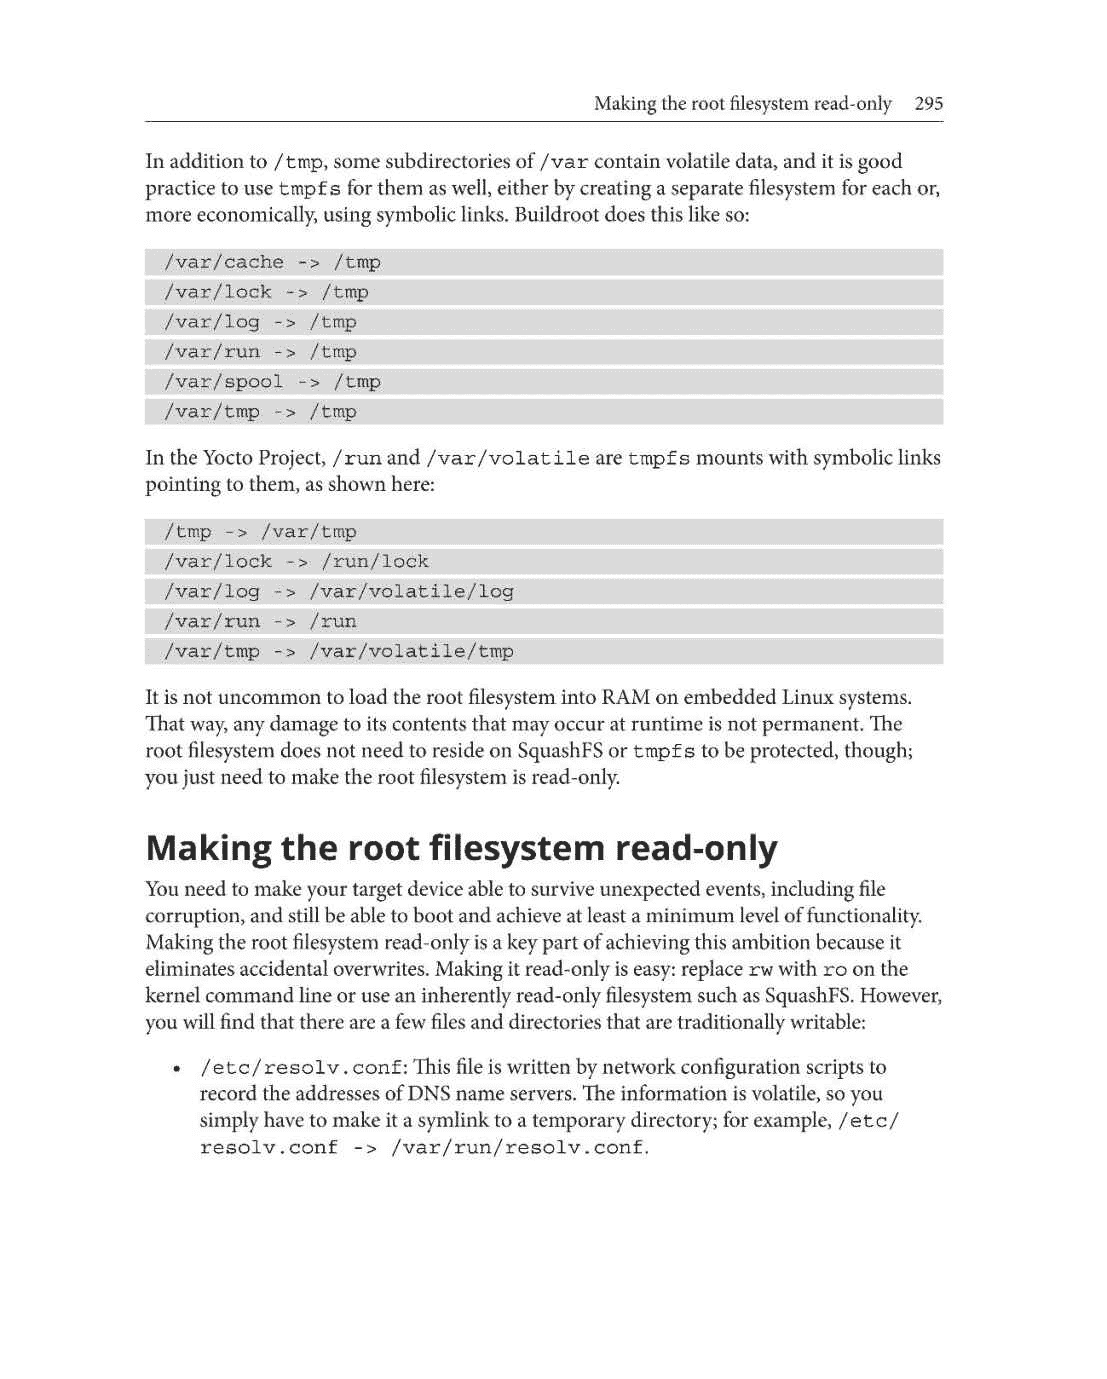 Making the root filesystem read-only 295
In addition to /tmp, some subdirectories of /var contain volatile data, and it is good
practice to use tmpfs for them as well, either by creating a separate filesystem for each or,
more economically, using symbolic links. Buildroot does this like so:
/var/cache -> /tmp
/var/lock -> /tmp
/var/log -> /tmp
/var/run -> /tmp
/var/spool -> /tmp
/var/tmp -> /tmp
In the Yocto Project, /run and /var/volatile are tmpfs mounts with symbolic links
pointing to them, as shown here:
/tmp -> /var/tmp
/var/lock -> /run/lock
/var/log -> /var/volatile/log
/var/run -> /run
/var/tmp -> /var/volatile/tmp
It is not uncommon to load the root filesystem into RAM on embedded Linux systems.
That way, any damage to its contents that may occur at runtime is not permanent. The
root filesystem does not need to reside on SquashFS or tmpfs to be protected, though;
you just need to make the root filesystem is read-only.
Making the root filesystem read-only
You need to make your target device able to survive unexpected events, including file
corruption, and still be able to boot and achieve at least a minimum level of functionality.
Making the root filesystem read-only is a key part of achieving this ambition because it
eliminates accidental overwrites. Making it read-only is easy: replace rw with ro on the
kernel command line or use an inherently read-only filesystem such as SquashFS. However,
you will find that there are a few files and directories that are traditionally writable:
• /etc/resolv.conf: This file is written by network configuration scripts to
record the addresses of DNS name servers. The information is volatile, so you
simply have to make it a symlink to a temporary directory; for example, /etc/
resolv.conf -> /var/run/resolv.conf.